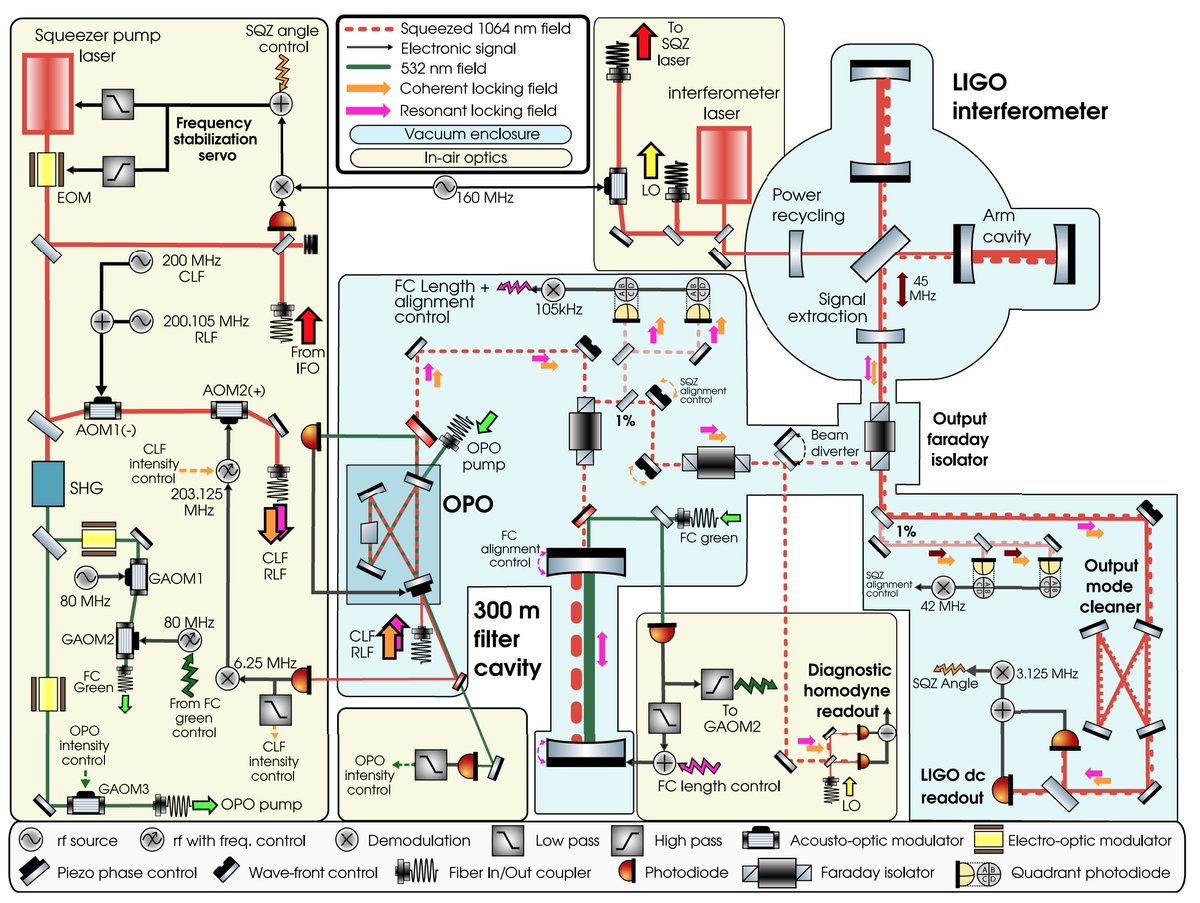 Squeezer pump
laser
SQZ angle
control
Frequency
stabilization
servo
EOM
200 MHz
CLF
200.105 MHz
RLF
From
IFO
AOM1(-)
AOM2(+)
CLF
intensity
control
203.125
MHz
CLF
RLF
SHG
GAOM1
80 MHz
GAOM2
80 MHz
FC
Green
From FC
green
control
6.25 MHz
CLF
intensity
control
OPO
intensity
control
GAOM3
OPO pump
Squeezed 1064 nm field
Electronic signal
532 nm field
Coherent locking field
Resonant locking field
Vacuum enclosure
In-air optics
160 MHz
To
SQZ
laser
interferometer
laser
LO
LIGO
interferometer
Power
recycling
Arm
cavity
45
MHz
Signal
extraction
FC Length +
alignment
control
105kHz
A B
C D
A B
C D
SQZ
alignment
control
1%
OPO
pump
OPO
Beam
diverter
Output
faraday
isolator
FC
alignment
control
FC green
300 m
filter
cavity
CLF
RLF
OPO
intensity
control
To
GAOM2
FC length control
Diagnostic
homodyne
readout
LO
1%
SQZ
alignment
control
42 MHz
A B
C D
A B
C D
Output
mode
cleaner
SQZ Angle
3.125 MHz
LIGO dc
readout
rf source
rf with freq. control
Demodulation
Low pass
High pass
Acousto-optic modulator
Electro-optic modulator
Piezo phase control
Wave-front control
Fiber In/Out coupler
Photodiode
Faraday isolator
A B
C D
Quadrant photodiode